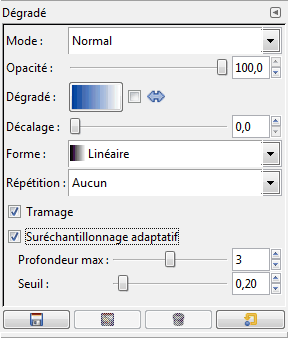 Dégradé
Mode : Normal
Opacité : 100,0
Dégradé :
Décalage : 0,0
Forme : Linéaire
Répétition : Aucun
Tramage
Suréchantillonnage adaptatif
Profondeur max : 3
Seuil : 0,20